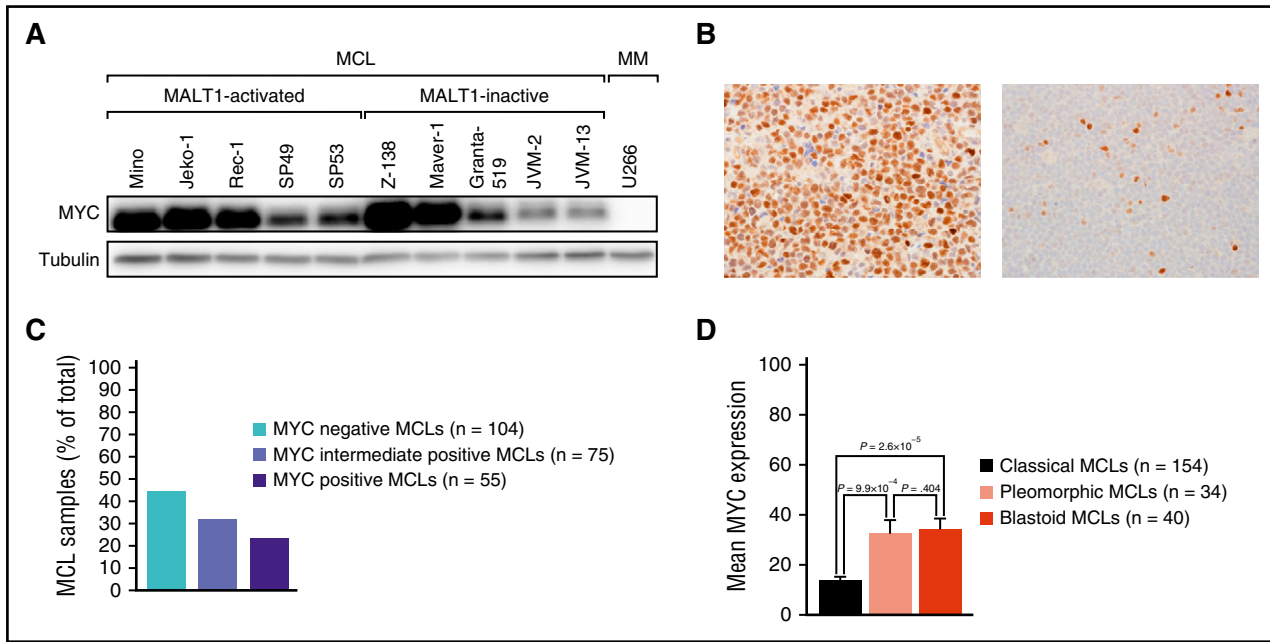 A
MCL
MM
MALT1-activated
MALT1-inactive
Mino
Jeko-1
Rec-1
SP49
SP53
Z-138
Maver-1
Granta-
519
JVM-2
JVM-13
U266
MYC
Tubulin
B
C
MCL samples (% of total)
100
90
80
70
60
50
40
30
20
10
0
MYC negative MCLs (n = 104)
MYC intermediate positive MCLs (n = 75)
MYC positive MCLs (n = 55)
D
Mean MYC expression
100
80
60
40
20
0
P = 2.6×10⁻⁵
P = 9.9×10⁻⁴
P = .404
Classical MCLs (n = 154)
Pleomorphic MCLs (n = 34)
Blastoid MCLs (n = 40)